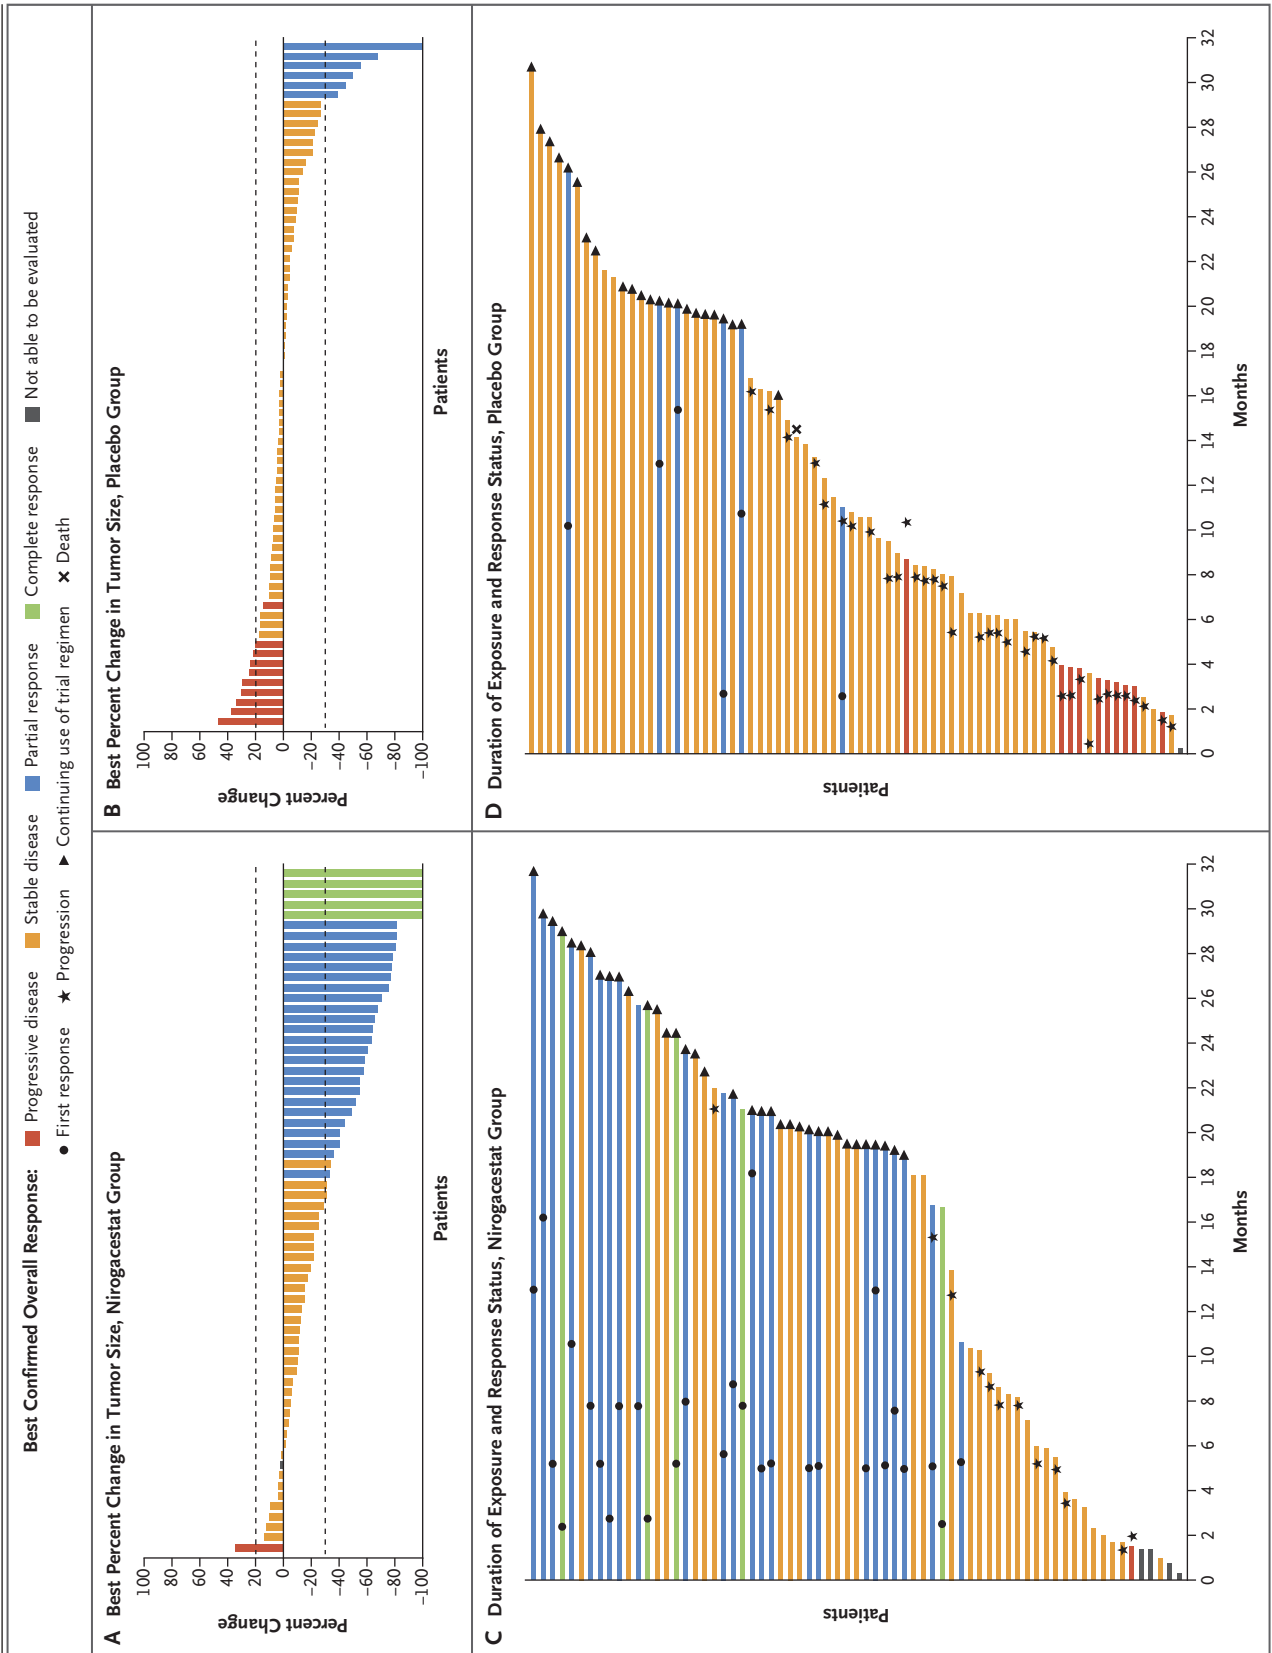 Best Confirmed Overall Response: Progressive disease Stable disease Partial response Complete response Not able to be evaluated
First response Progression Continuing use of trial regimen Death
A Best Percent Change in Tumor Size, Nirogacestat Group
Percent Change
100
80
60
40
20
0
−20
−40
−60
−80
−100
Patients
B Best Percent Change in Tumor Size, Placebo Group
Percent Change
100
80
60
40
20
0
−20
−40
−60
−80
−100
Patients
C Duration of Exposure and Response Status, Nirogacestat Group
Patients
0 2 4 6 8 10 12 14 16 18 20 22 24 26 28 30 32
Months
D Duration of Exposure and Response Status, Placebo Group
Patients
0 2 4 6 8 10 12 14 16 18 20 22 24 26 28 30 32
Months